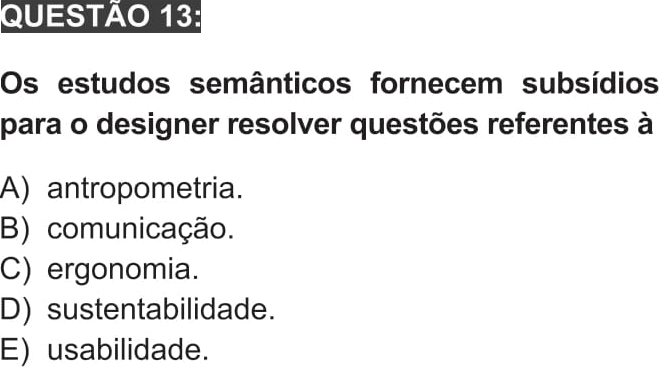 QUESTÃO 13:
Os estudos semânticos fornecem subsídios
para o designer resolver questões referentes à
A) antropometria.
B) comunicação.
C) ergonomia.
D) sustentabilidade.
E) usabilidade.